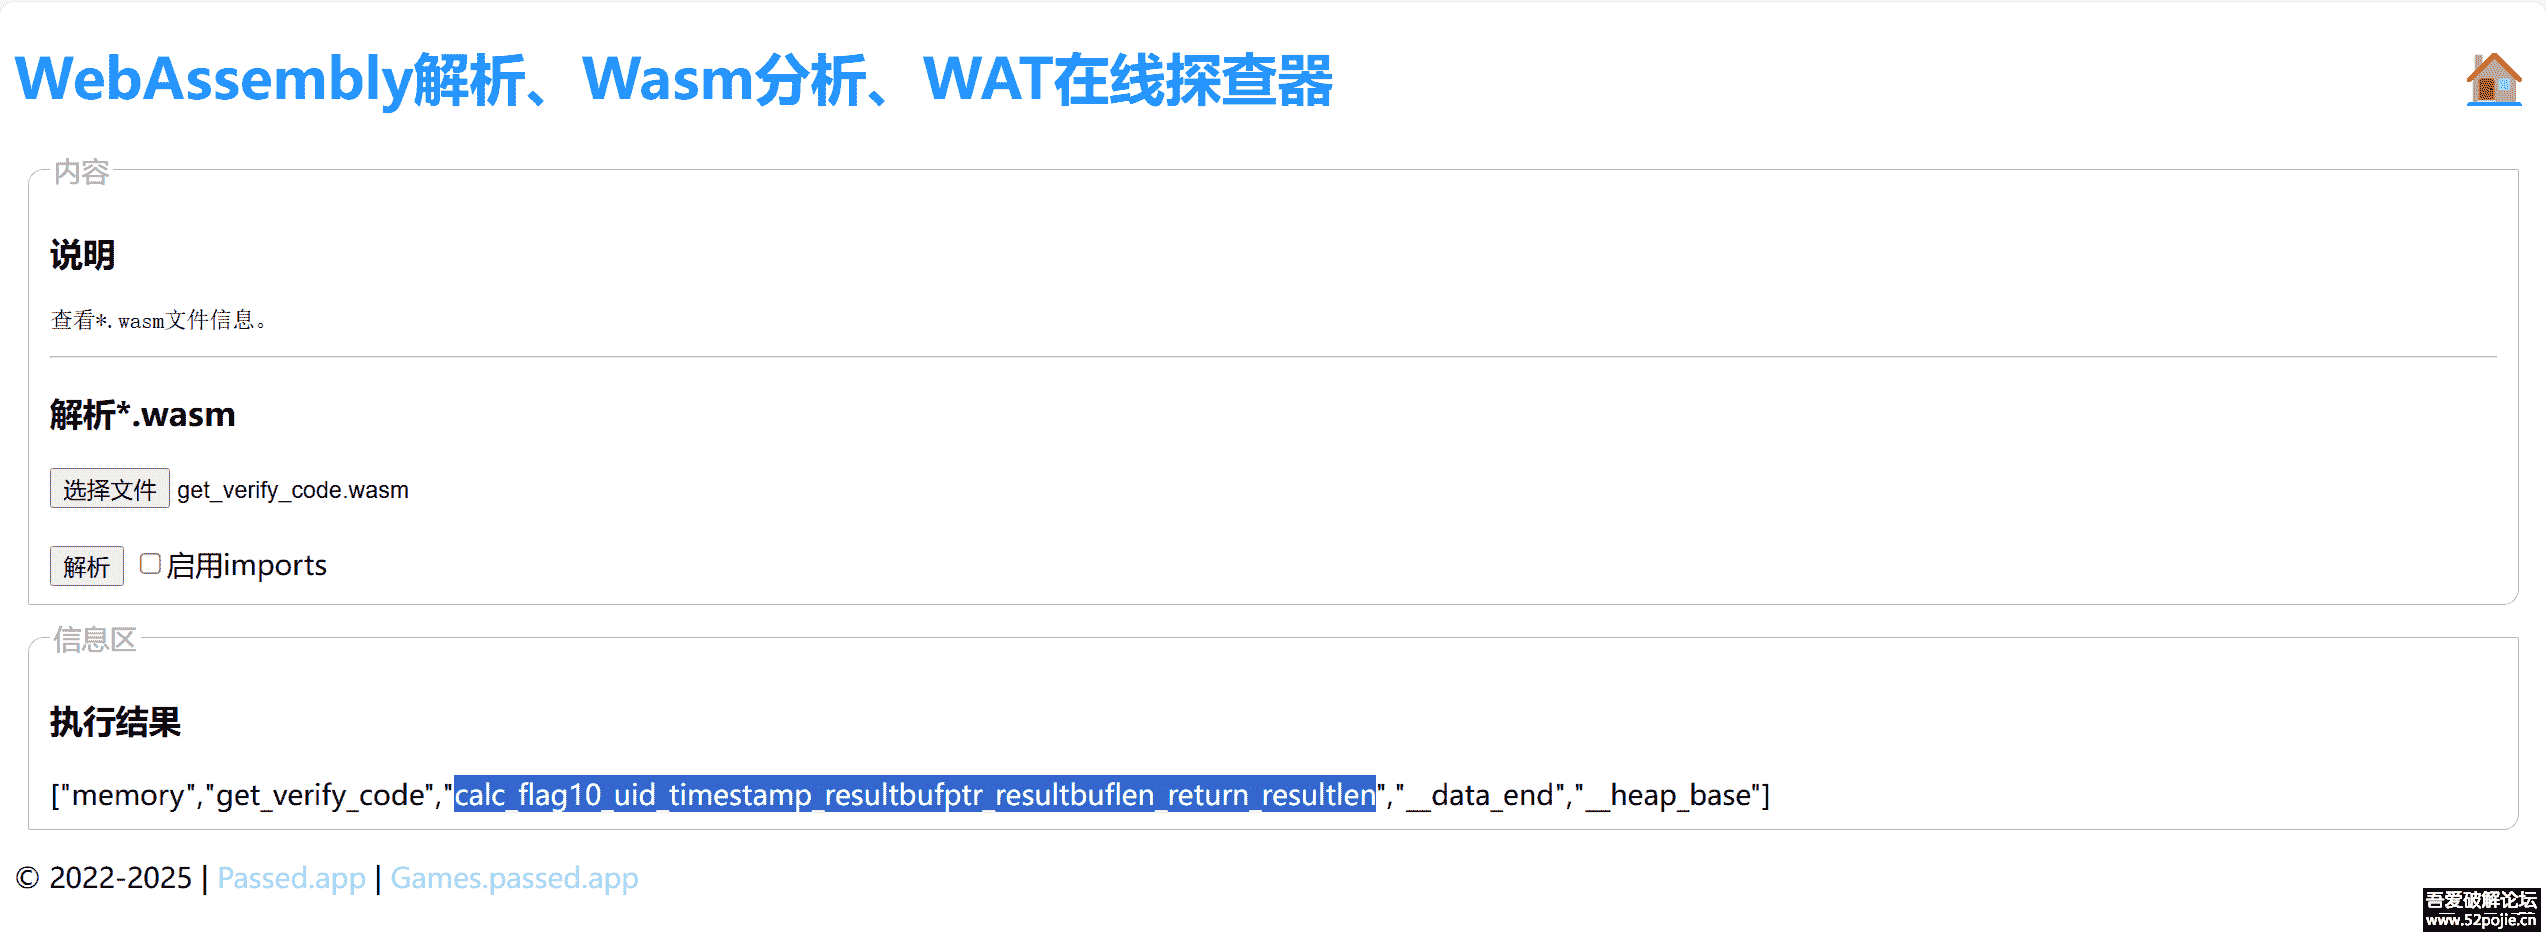 WebAssembly解析、Wasm分析、WAT在线探查器
内容
说明
查看*.wasm文件信息。
解析*.wasm
选择文件 get_verify_code.wasm
解析 启用imports
信息区
执行结果
["memory","get_verify_code","calc_flag10_uid_timestamp_resultbufptr_resultbuflen_return_resultlen","__data_end","__heap_base"]
© 2022-2025 | Passed.app | Games.passed.app
吾爱破解论坛
www.52pojie.cn